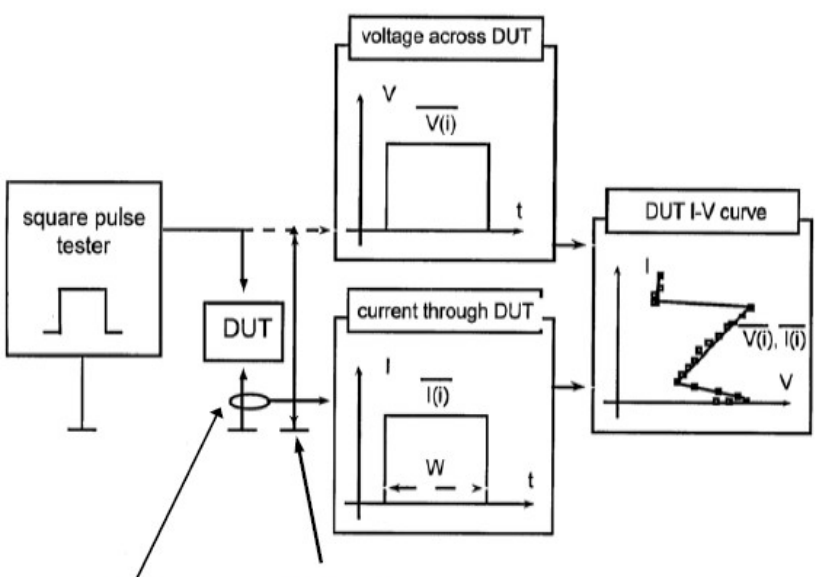 voltage across DUT
V
V(i)
t
square pulse
tester
DUT
current through DUT
I
I(i)
W
t
DUT I-V curve
I
V(i), I(i)
V